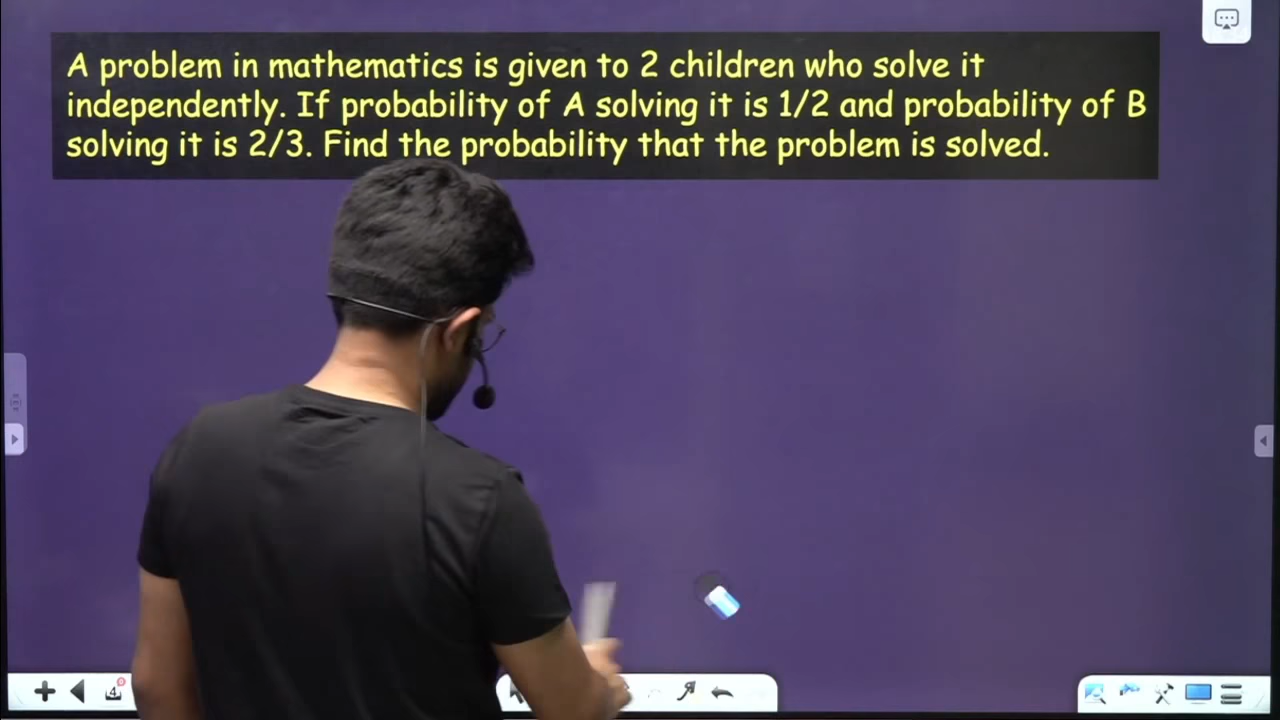 A problem in mathematics is given to 2 children who solve it
independently. If probability of A solving it is 1/2 and probability of B
solving it is 2/3. Find the probability that the problem is solved.
4